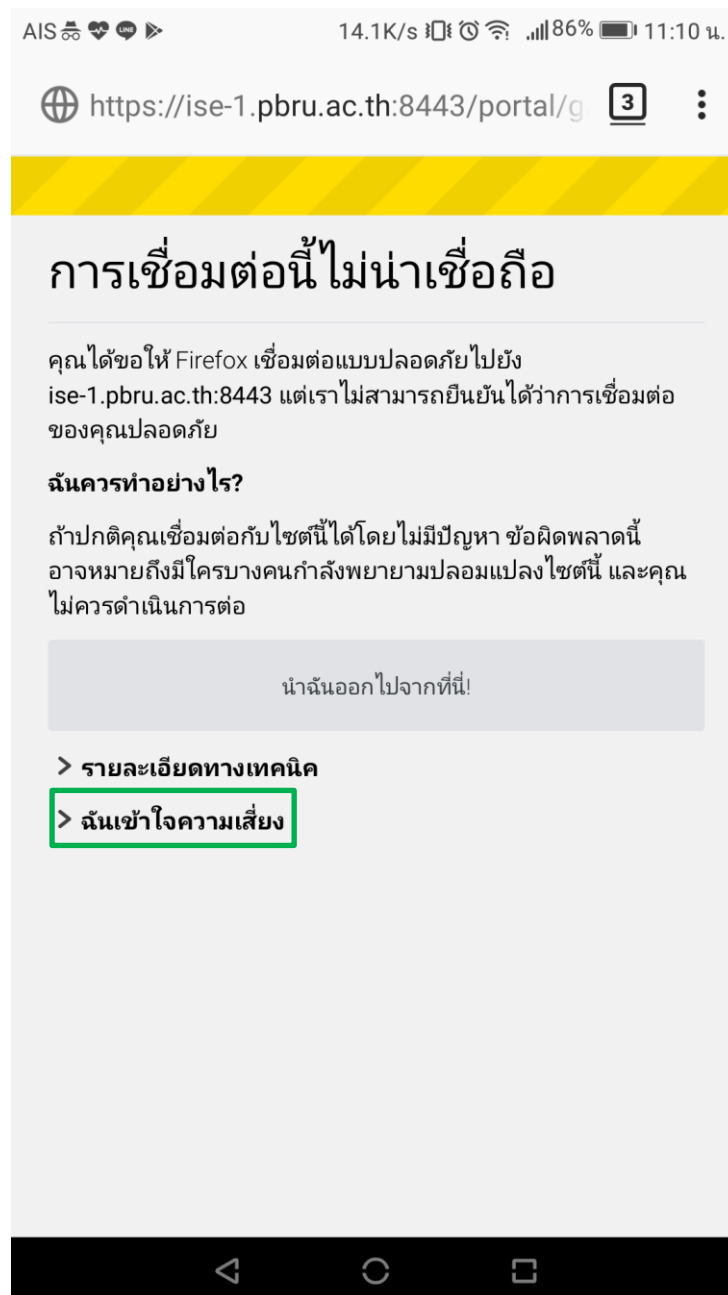 AIS 14.1K/s 86% 11:10 น.
https://ise-1.pbru.ac.th:8443/portal/g 3
การเชื่อมต่อนี้ไม่น่าเชื่อถือ
คุณได้ขอให้ Firefox เชื่อมต่อแบบปลอดภัยไปยัง
ise-1.pbru.ac.th:8443 แต่เราไม่สามารถยืนยันได้ว่าการเชื่อมต่อ
ของคุณปลอดภัย
ฉันควรทำอย่างไร?
ถ้าปกติคุณเชื่อมต่อกับไซต์นี้ได้โดยไม่มีปัญหา ข้อผิดพลาดนี้
อาจหมายถึงมีใครบางคนกำลังพยายามปลอมแปลงไซต์นี้ และคุณ
ไม่ควรดำเนินการต่อ
นำฉันออกไปจากที่นี่!
รายละเอียดทางเทคนิค
ฉันเข้าใจความเสี่ยง